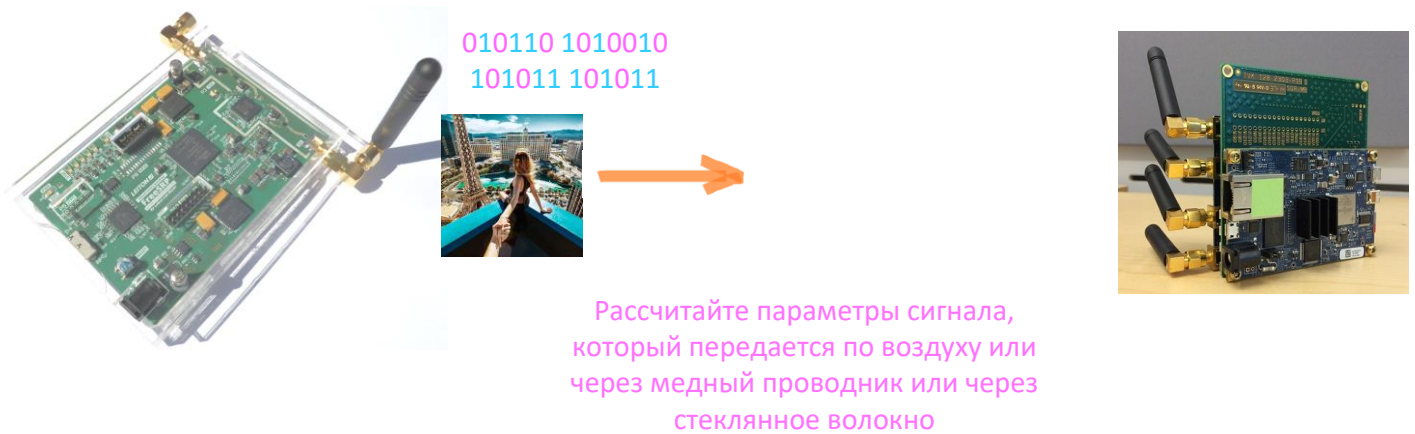 010110 1010010
101011 101011
Рассчитайте параметры сигнала,
который передается по воздуху или
через медный проводник или через
стеклянное волокно